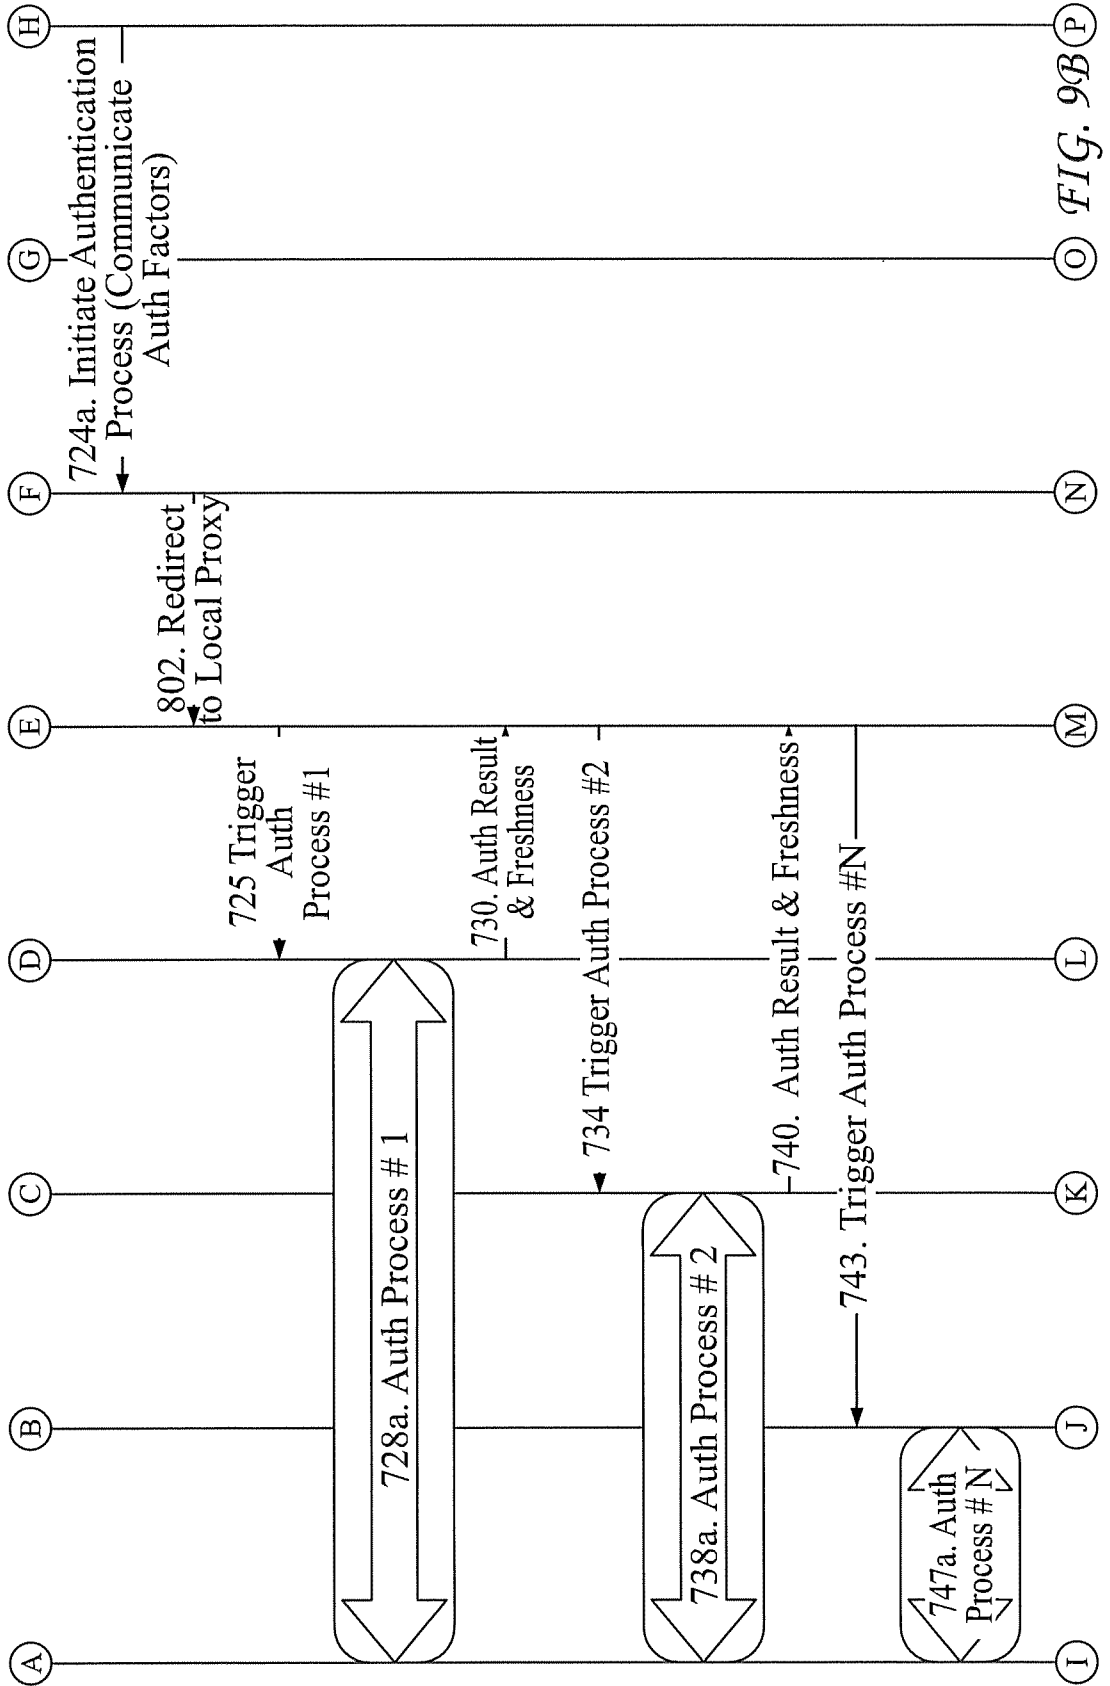 A
B
C
D
E
F
G
H
724a. Initiate Authentication
Process (Communicate
Auth Factors)
802. Redirect
to Local Proxy
725 Trigger
Auth
Process #1
728a. Auth Process # 1
730. Auth Result
& Freshness
734 Trigger Auth Process #2
738a. Auth Process # 2
740. Auth Result & Freshness
743. Trigger Auth Process #N
747a. Auth
Process # N
I
J
K
L
M
N
O
P
FIG. 9B